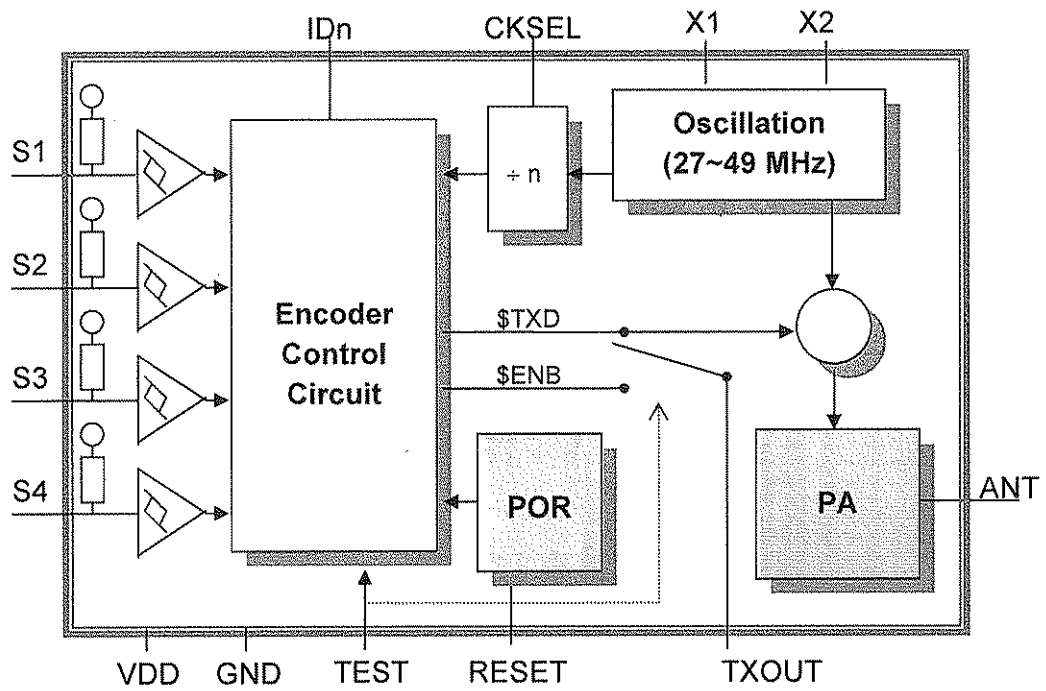 IDn
CKSEL
X1
X2
S1
S2
S3
S4
Encoder
Control
Circuit
÷ n
Oscillation
(27~49 MHz)
$TXD
$ENB
POR
PA
ANT
VDD
GND
TEST
RESET
TXOUT